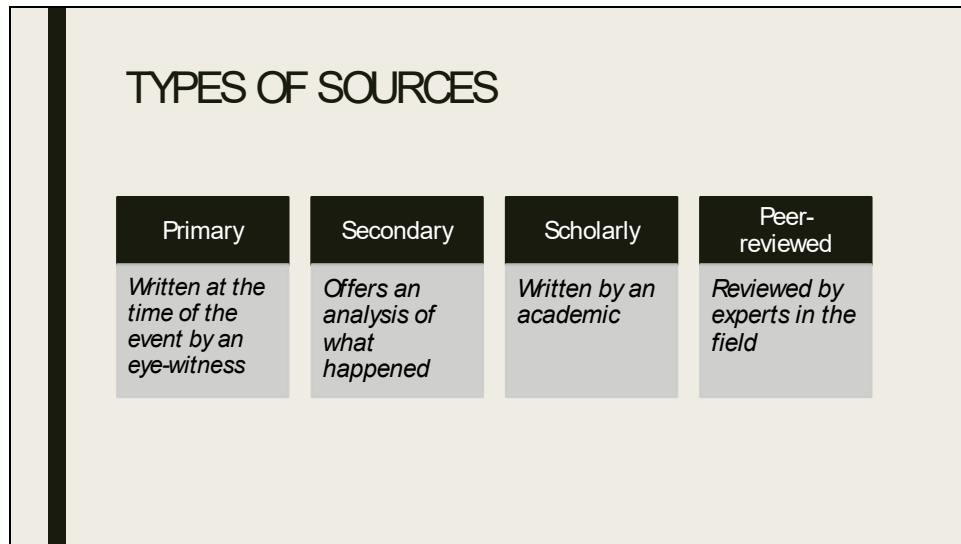 TYPES OF SOURCES
Primary
Written at the
time of the
event by an
eye-witness
Secondary
Offers an
analysis of
what
happened
Scholarly
Written by an
academic
Peer-
reviewed
Reviewed by
experts in the
field